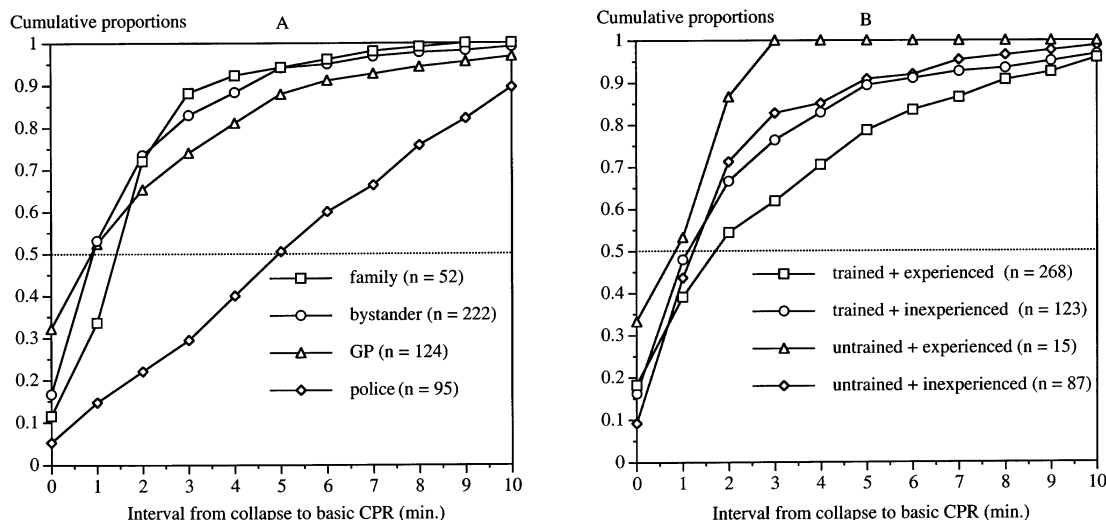 Cumulative proportions A
1
0.9
0.8
0.7
0.6
0.5
0.4
0.3
0.2
0.1
0
family (n = 52)
bystander (n = 222)
GP (n = 124)
police (n = 95)
0 1 2 3 4 5 6 7 8 9 10
Interval from collapse to basic CPR (min.)
Cumulative proportions B
1
0.9
0.8
0.7
0.6
0.5
0.4
0.3
0.2
0.1
0
trained + experienced (n = 268)
trained + inexperienced (n = 123)
untrained + experienced (n = 15)
untrained + inexperienced (n = 87)
0 1 2 3 4 5 6 7 8 9 10
Interval from collapse to basic CPR (min.)